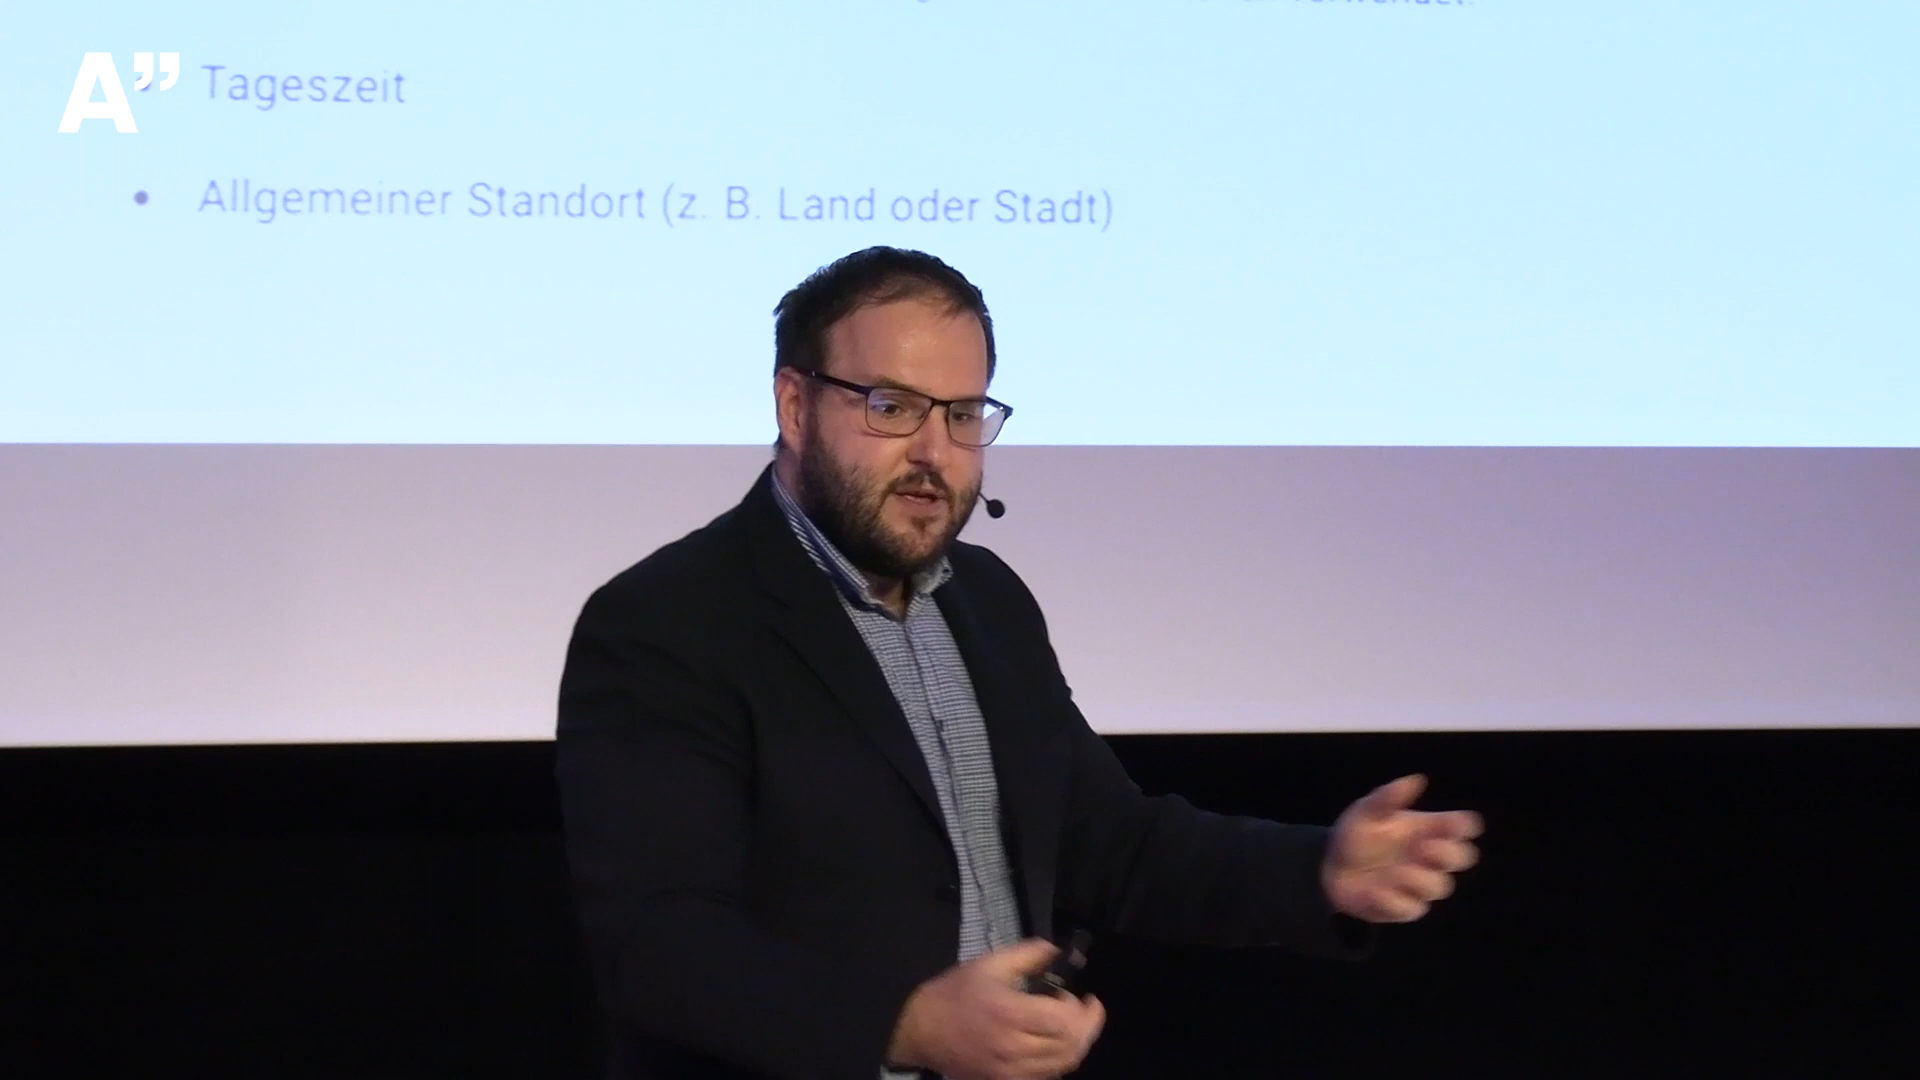 A”
Tageszeit
• Allgemeiner Standort (z. B. Land oder Stadt)